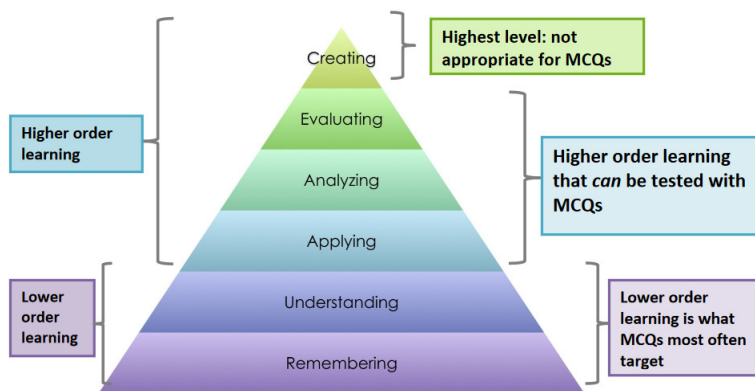 Highest level: not
appropriate for MCQs
Creating
Evaluating
Higher order
learning
Analyzing
Higher order learning
that can be tested with
MCQs
Applying
Lower
order
learning
Understanding
Lower order
learning is what
MCQs most often
target
Remembering